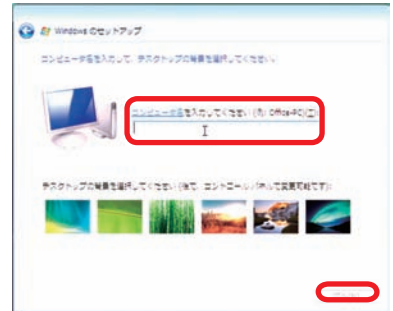 Windows のセットアップ
コンピュータ名を入力して、デスクトップの背景を選択してください。
コンピュータ名を入力してください (例: Office-PC)(T):
デスクトップの背景を選択してください (後で、コントロール パネルで変更可能です):